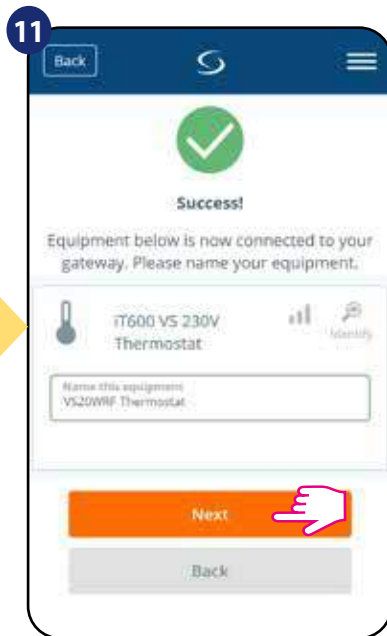 11
Back
Success!
Equipment below is now connected to your
gateway. Please name your equipment.
iT600 VS 230V
Thermostat
Identify
Name this equipment
VS20WRF Thermostat
Next
Back